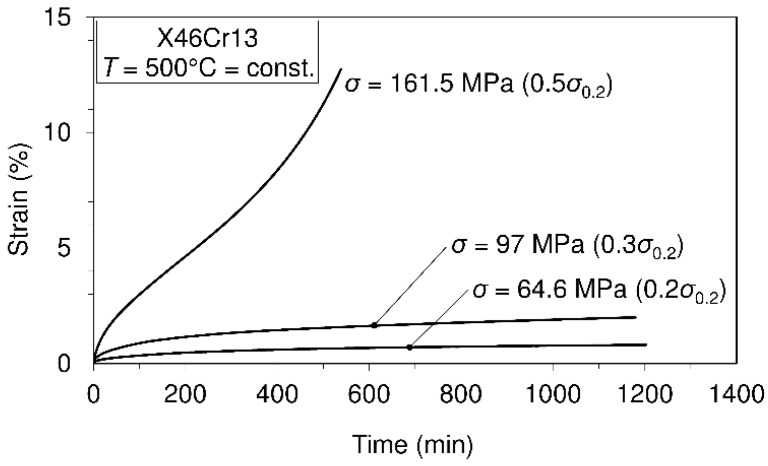 15
X46Cr13
T = 500°C = const.
σ = 161.5 MPa (0.5σ0.2)
10
Strain (%)
σ = 97 MPa (0.3σ0.2)
5
σ = 64.6 MPa (0.2σ0.2)
0
0 200 400 600 800 1000 1200 1400
Time (min)